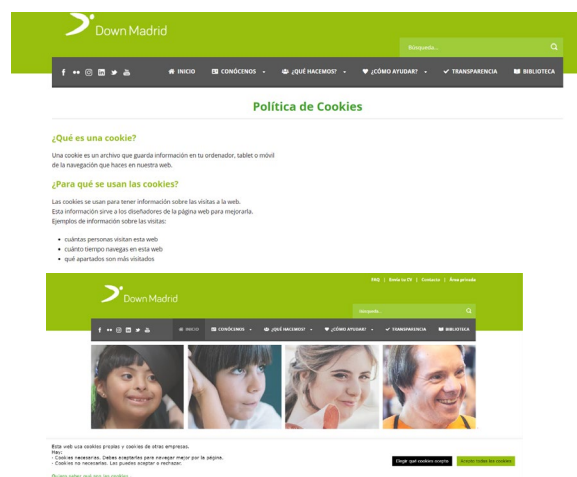 Down Madrid
Búsqueda...
INICIO CONÓCENOS ¿QUÉ HACEMOS? ¿CÓMO AYUDAR? TRANSPARENCIA BIBLIOTECA
Política de Cookies
¿Qué es una cookie?
Una cookie es un archivo que guarda información en tu ordenador, tablet o móvil
de la navegación que haces en nuestra web.
¿Para qué se usan las cookies?
Las cookies se usan para tener información sobre las visitas a la web.
Esta información sirve a los diseñadores de la página web para mejorarla.
Ejemplos de información sobre las visitas:
• cuántas personas visitan esta web
• cuánto tiempo navegas en esta web
• qué apartados son más visitados
FAQ | Envía tu CV | Contacto | Área privada
Down Madrid
Búsqueda...
INICIO CONÓCENOS ¿QUÉ HACEMOS? ¿CÓMO AYUDAR? TRANSPARENCIA BIBLIOTECA
Esta web usa cookies propias y cookies de otras empresas.
Hay:
- Cookies necesarias. Debes aceptarlas para navegar mejor por la página.
- Cookies no necesarias. Las puedes aceptar o rechazar.
Elegir qué cookies acepto Acepto todas las cookies
Quiero saber qué son las cookies